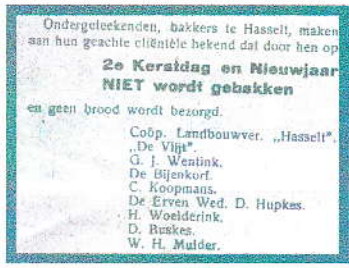 Ondergeteekenden, bakkers te Hasselt, maken
aan hun geachte cliëntèle bekend dat door hen op
2e Kerstdag en Nieuwjaar
NIET wordt gebakken
en geen brood wordt bezorgd.
Coöp. Landbouwver. „Hasselt".
„De Vlijt".
G. J. Wentink.
De Bijenkorf.
C. Koopmans.
De Erven Wed. D. Hupkes.
H. Woelderink.
D. Ruskes.
W. H. Mulder.